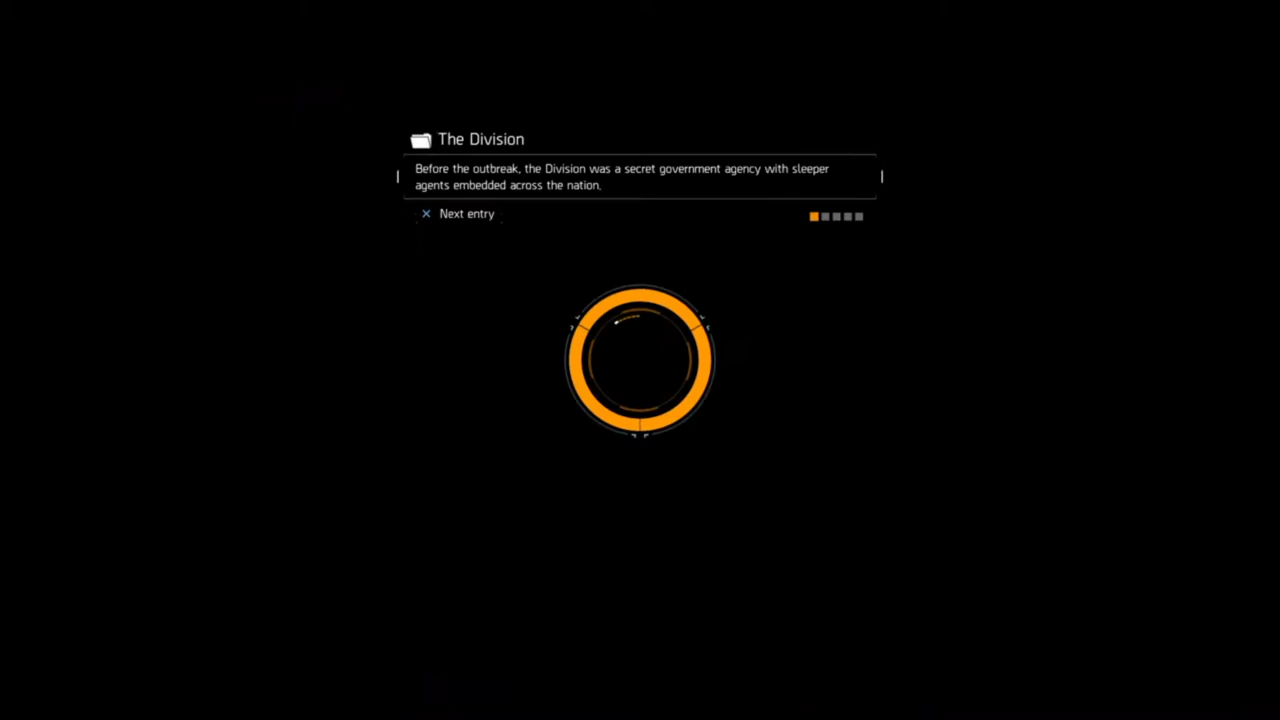 The Division
Before the outbreak, the Division was a secret government agency with sleeper
agents embedded across the nation.
Next entry